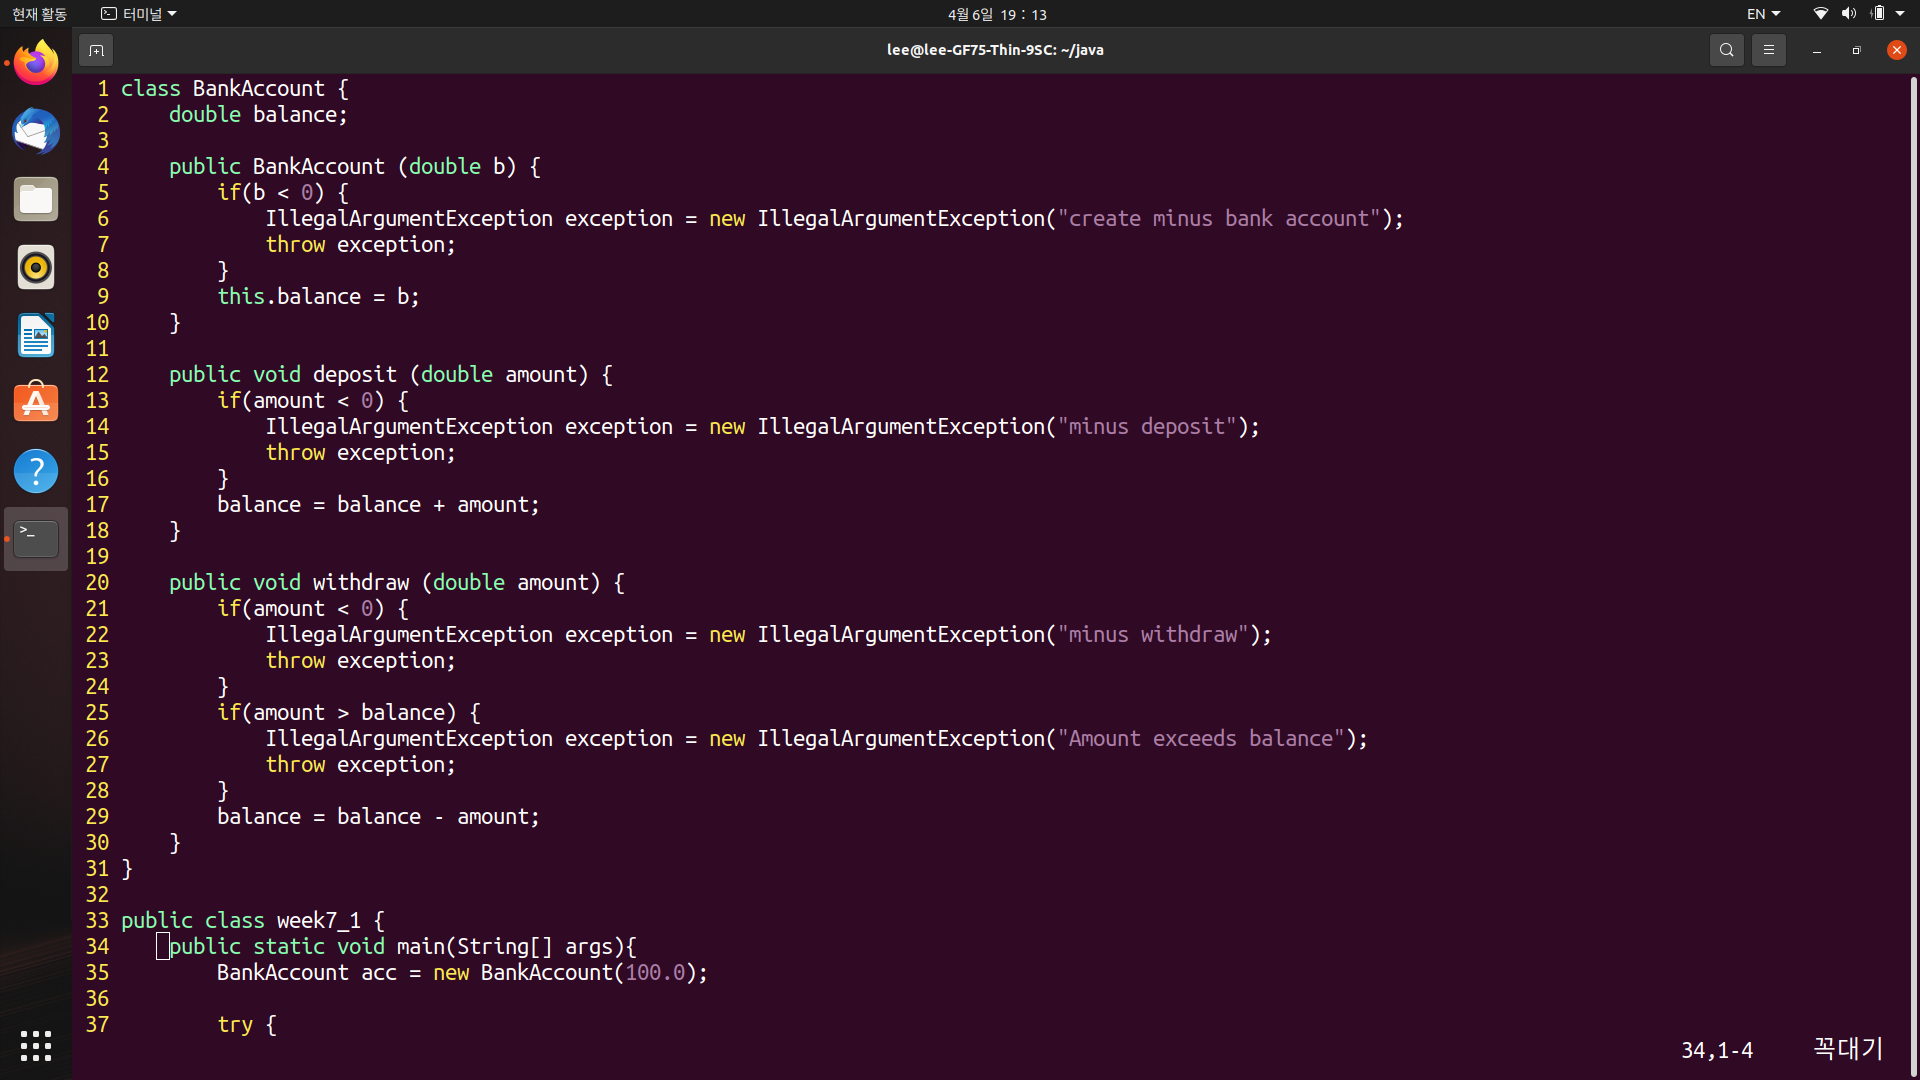 현재 활동 터미널 4월 6일 19 : 13 EN
lee@lee-GF75-Thin-9SC: ~/java
1 class BankAccount {
2     double balance;
3
4     public BankAccount (double b) {
5         if(b < 0) {
6             IllegalArgumentException exception = new IllegalArgumentException("create minus bank account");
7             throw exception;
8         }
9         this.balance = b;
10     }
11
12     public void deposit (double amount) {
13         if(amount < 0) {
14             IllegalArgumentException exception = new IllegalArgumentException("minus deposit");
15             throw exception;
16         }
17         balance = balance + amount;
18     }
19
20     public void withdraw (double amount) {
21         if(amount < 0) {
22             IllegalArgumentException exception = new IllegalArgumentException("minus withdraw");
23             throw exception;
24         }
25         if(amount > balance) {
26             IllegalArgumentException exception = new IllegalArgumentException("Amount exceeds balance");
27             throw exception;
28         }
29         balance = balance - amount;
30     }
31 }
32
33 public class week7_1 {
34     public static void main(String[] args){
35         BankAccount acc = new BankAccount(100.0);
36
37         try {
34,1-4 꼭대기